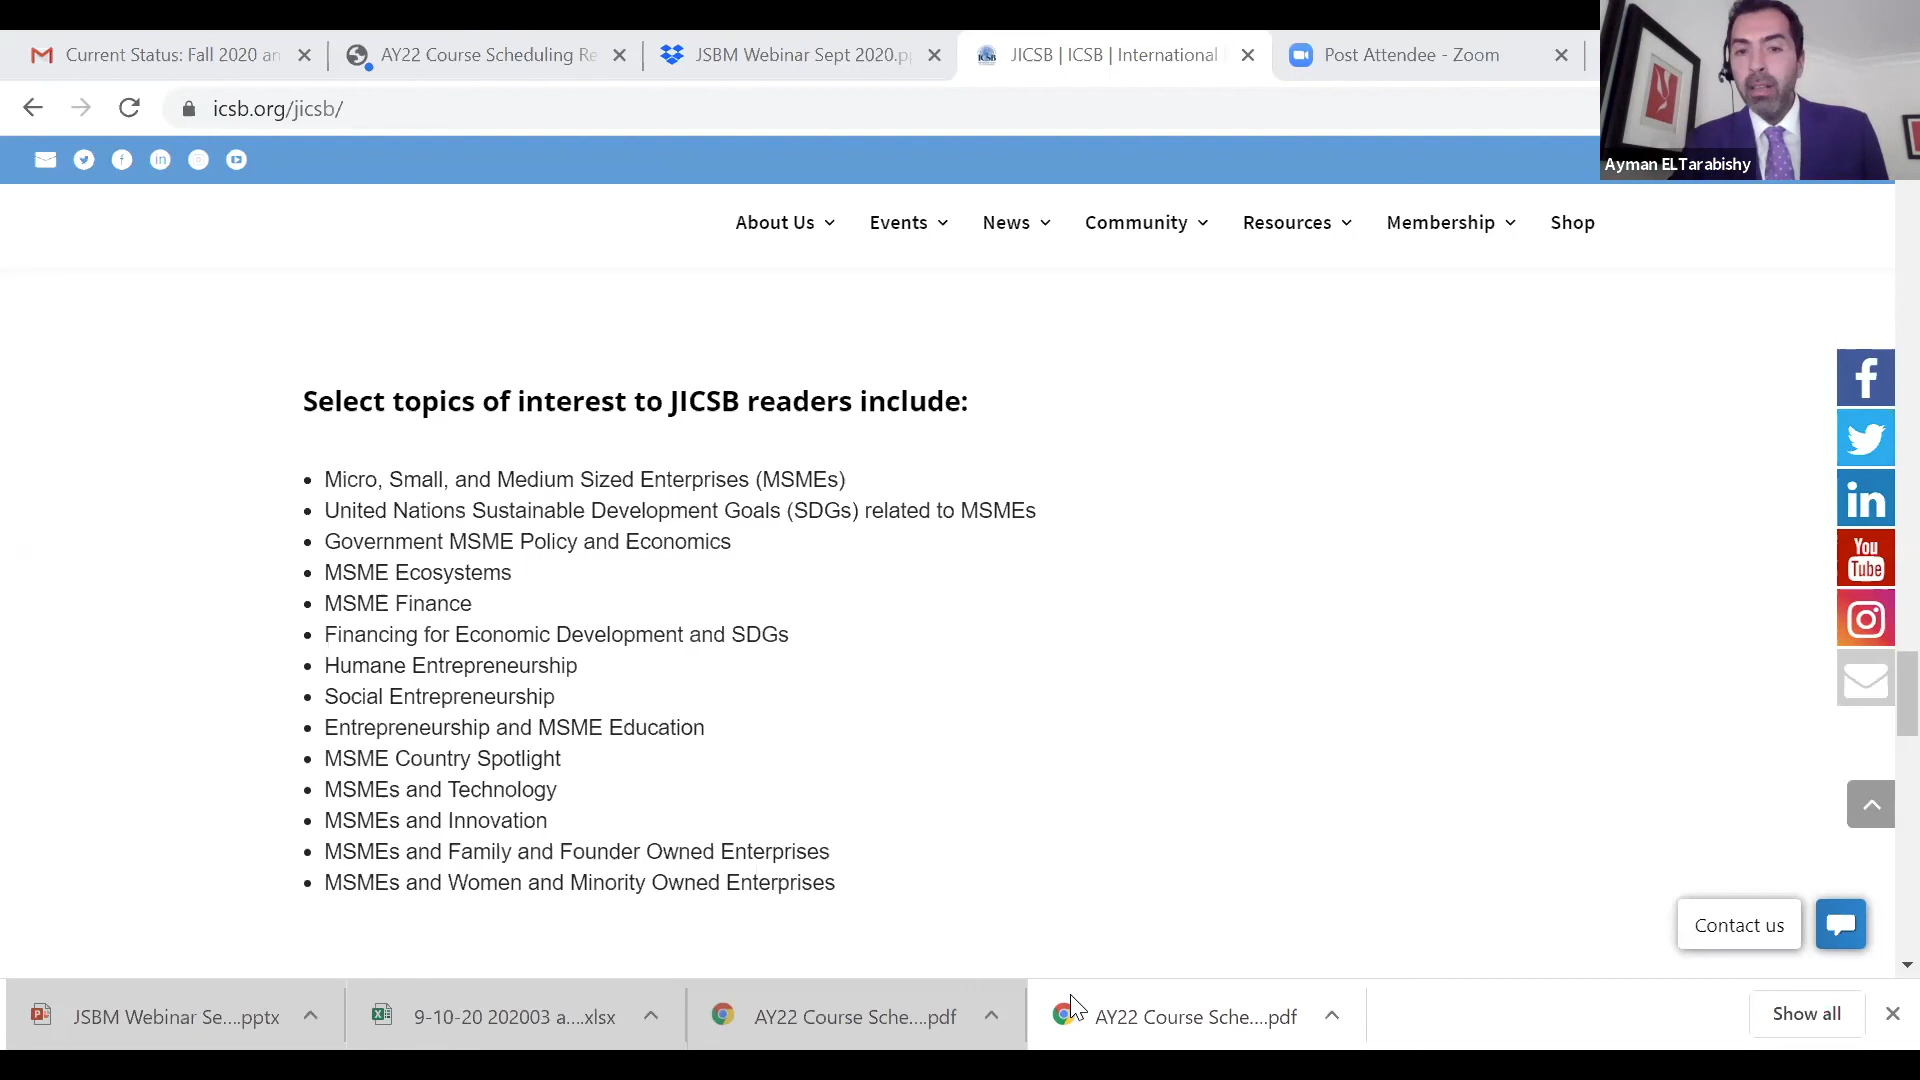 Current Status: Fall 2020 an
AY22 Course Scheduling Re
JSBM Webinar Sept 2020.p
JICSB | ICSB | International
Post Attendee - Zoom
icsb.org/jicsb/
Ayman ELTarabishy
About Us
Events
News
Community
Resources
Membership
Shop
Select topics of interest to JICSB readers include:
• Micro, Small, and Medium Sized Enterprises (MSMEs)
• United Nations Sustainable Development Goals (SDGs) related to MSMEs
• Government MSME Policy and Economics
• MSME Ecosystems
• MSME Finance
• Financing for Economic Development and SDGs
• Humane Entrepreneurship
• Social Entrepreneurship
• Entrepreneurship and MSME Education
• MSME Country Spotlight
• MSMEs and Technology
• MSMEs and Innovation
• MSMEs and Family and Founder Owned Enterprises
• MSMEs and Women and Minority Owned Enterprises
You
Tube
Contact us
JSBM Webinar Se....pptx
9-10-20 202003 a....xlsx
AY22 Course Sche....pdf
AY22 Course Sche....pdf
Show all